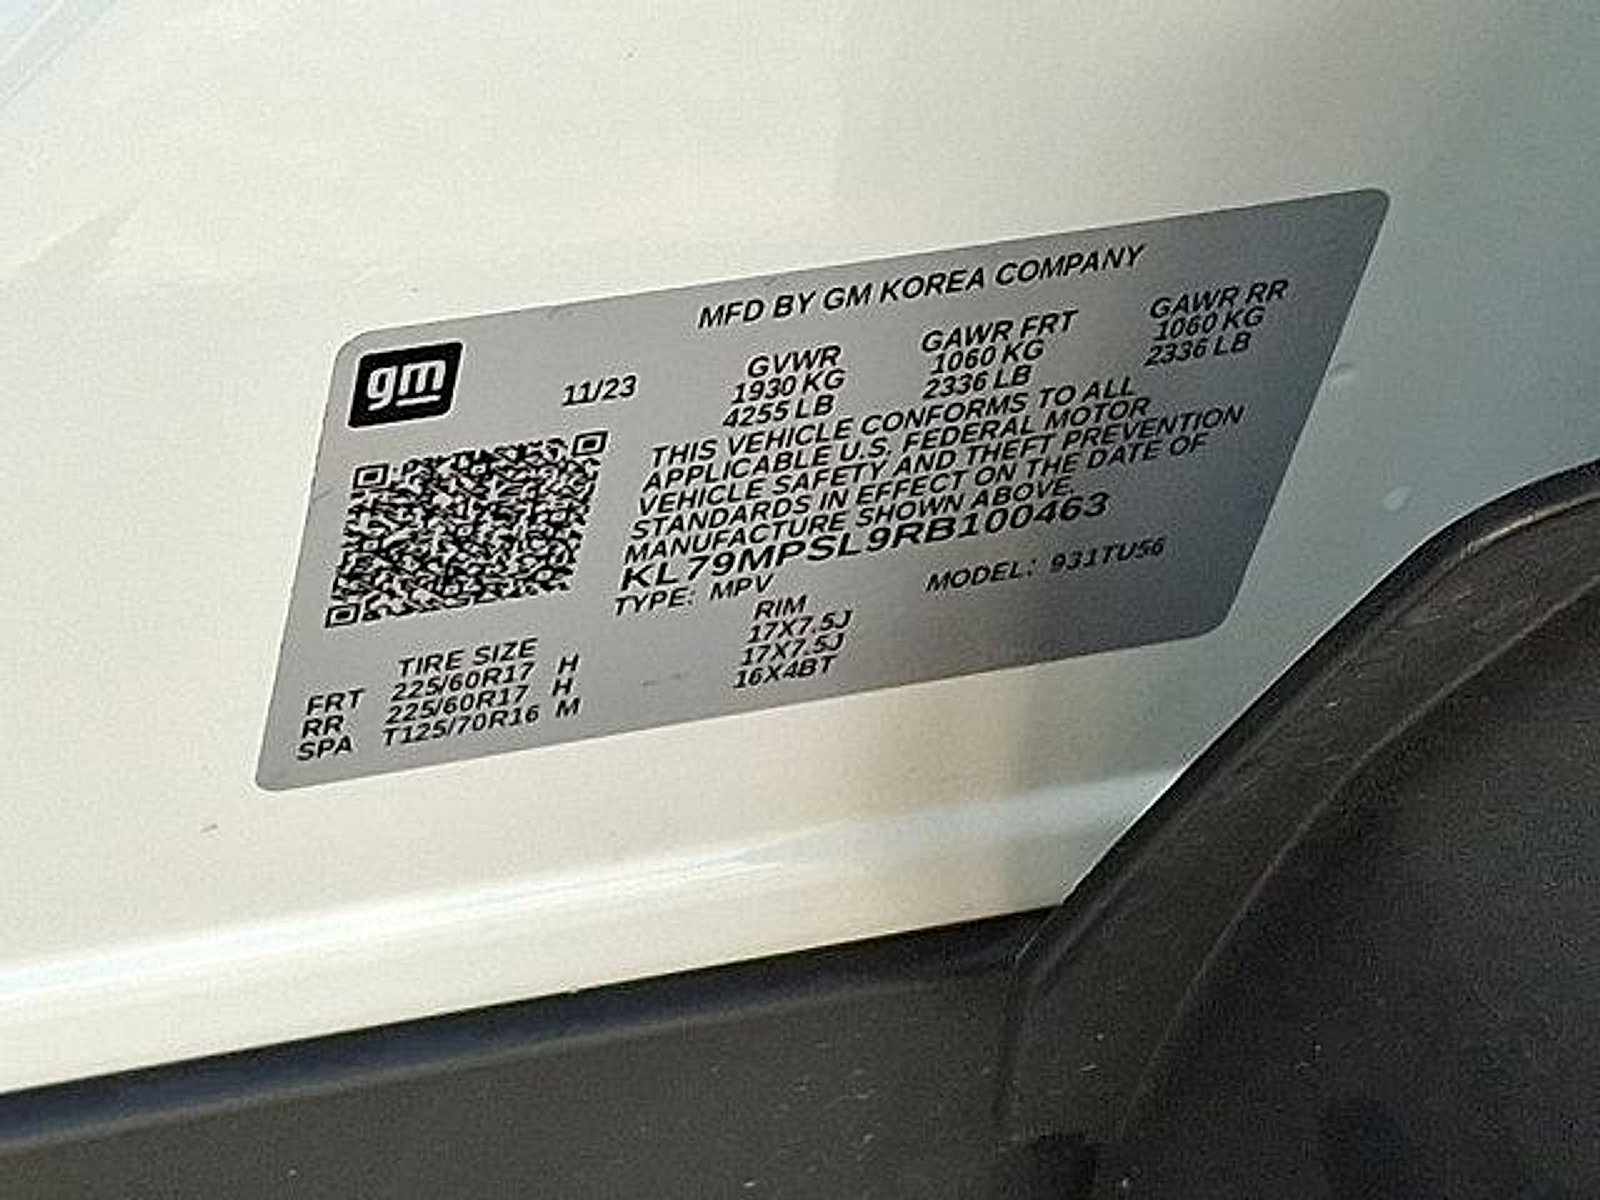 MFD BY GM KOREA COMPANY
gm
11/23
GVWR
1930 KG
4255 LB
GAWR FRT
1060 KG
2336 LB
GAWR RR
1060 KG
2336 LB
THIS VEHICLE CONFORMS TO ALL
APPLICABLE U.S. FEDERAL MOTOR
VEHICLE SAFETY AND THEFT PREVENTION
STANDARDS IN EFFECT ON THE DATE OF
MANUFACTURE SHOWN ABOVE.
KL79MPSL9RB100463
TYPE: MPV
MODEL: 931TU56
TIRE SIZE RIM
FRT 225/60R17 H 17X7.5J
RR 225/60R17 H 17X7.5J
SPA T125/70R16 M 16X4BT